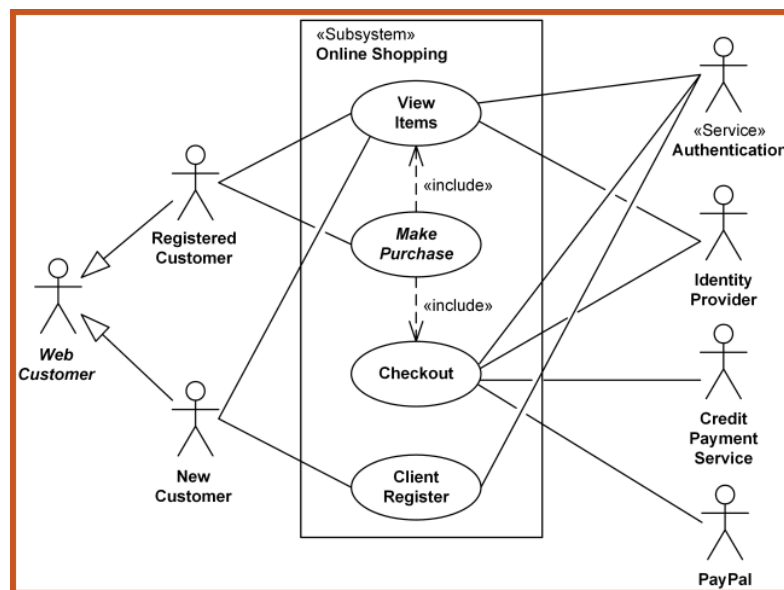 «Subsystem»
Online Shopping
View
Items
«include»
Make
Purchase
«include»
Checkout
Client
Register
Registered
Customer
Web
Customer
New
Customer
«Service»
Authentication
Identity
Provider
Credit
Payment
Service
PayPal